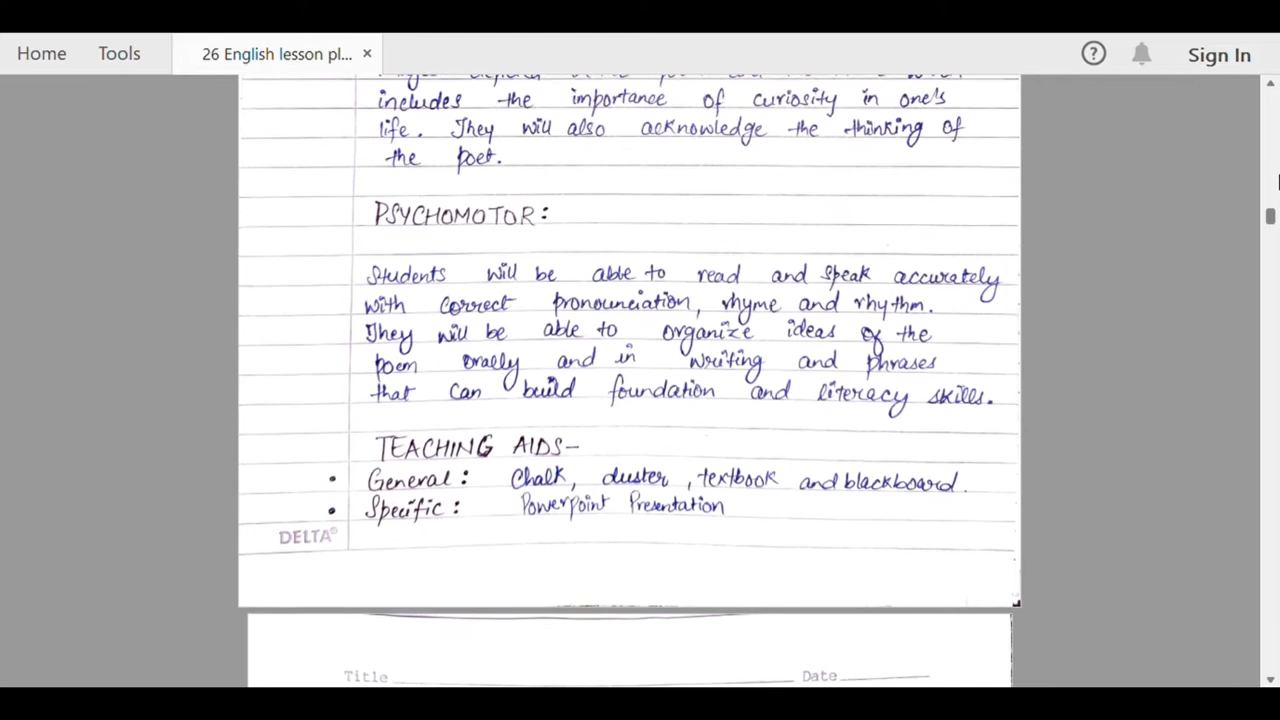 Home Tools 26 English lesson pl... × ? Sign In
includes the importance of curiosity in one's
life. They will also acknowledge the thinking of
the poet.
PSYCHOMOTOR:
Students will be able to read and speak accurately
with correct pronounciation, rhyme and rhythm.
They will be able to organize ideas of the
poem orally and in writing and phrases
that can build foundation and literacy skills.
TEACHING AIDS-
• General: Chalk, duster, textbook and blackboard.
• Specific: Powerpoint Presentation
DELTA®
Title Date